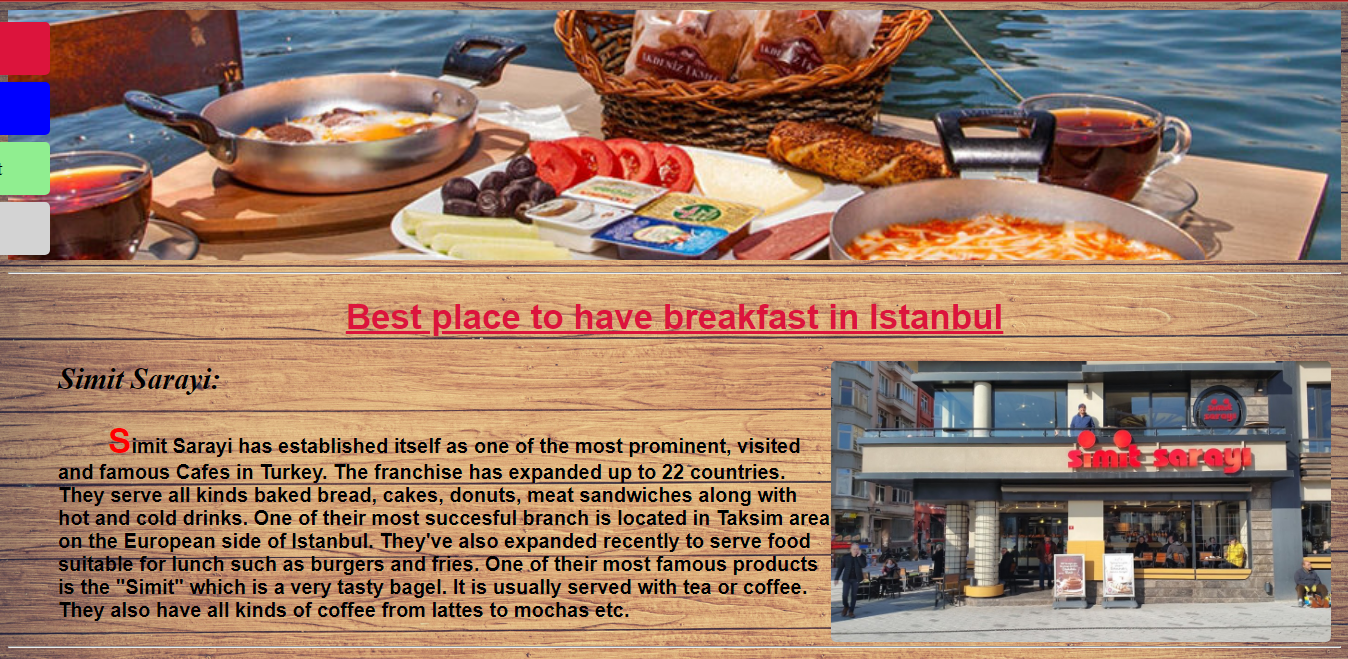 AKDENİZ EKMEK
t
Best place to have breakfast in Istanbul
Simit Sarayi:
Simit Sarayi has established itself as one of the most prominent, visited
and famous Cafes in Turkey. The franchise has expanded up to 22 countries.
They serve all kinds baked bread, cakes, donuts, meat sandwiches along with
hot and cold drinks. One of their most succesful branch is located in Taksim area
on the European side of Istanbul. They've also expanded recently to serve food
suitable for lunch such as burgers and fries. One of their most famous products
is the "Simit" which is a very tasty bagel. It is usually served with tea or coffee.
They also have all kinds of coffee from lattes to mochas etc.
simit sarayı
simit sarayı